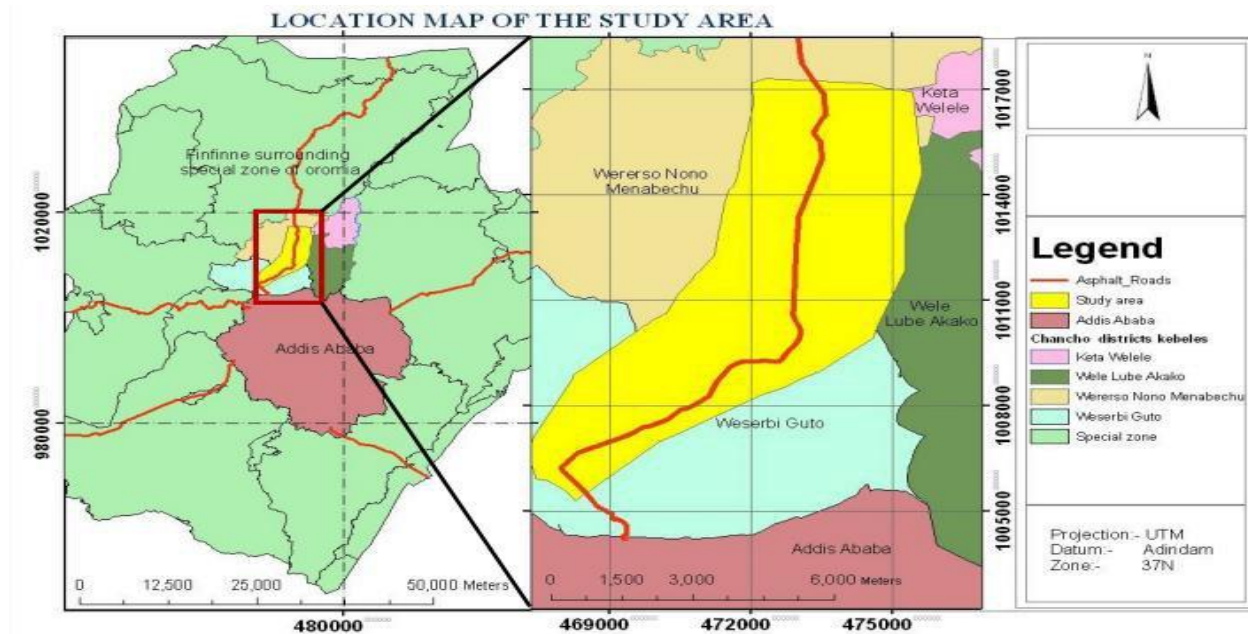 LOCATION MAP OF THE STUDY AREA
Finfinne surrounding
special zone of oromia
Addis Ababa
1020000
980000
480000
0 12,500 25,000 50,000 Meters
Keta
Welele
Wererso Nono
Menabechu
Wele
Lube Akako
Weserbi Guto
Addis Ababa
0 1,500 3,000 6,000 Meters
469000 472000 475000
1017000
1014000
1011000
1008000
1005000
N
Legend
Asphalt_Roads
Study area
Addis Ababa
Chancho districts kebeles
Keta Welele
Wele Lube Akako
Wererso Nono Menabechu
Weserbi Guto
Special zone
Projection:- UTM
Datum:- Adindam
Zone:- 37N